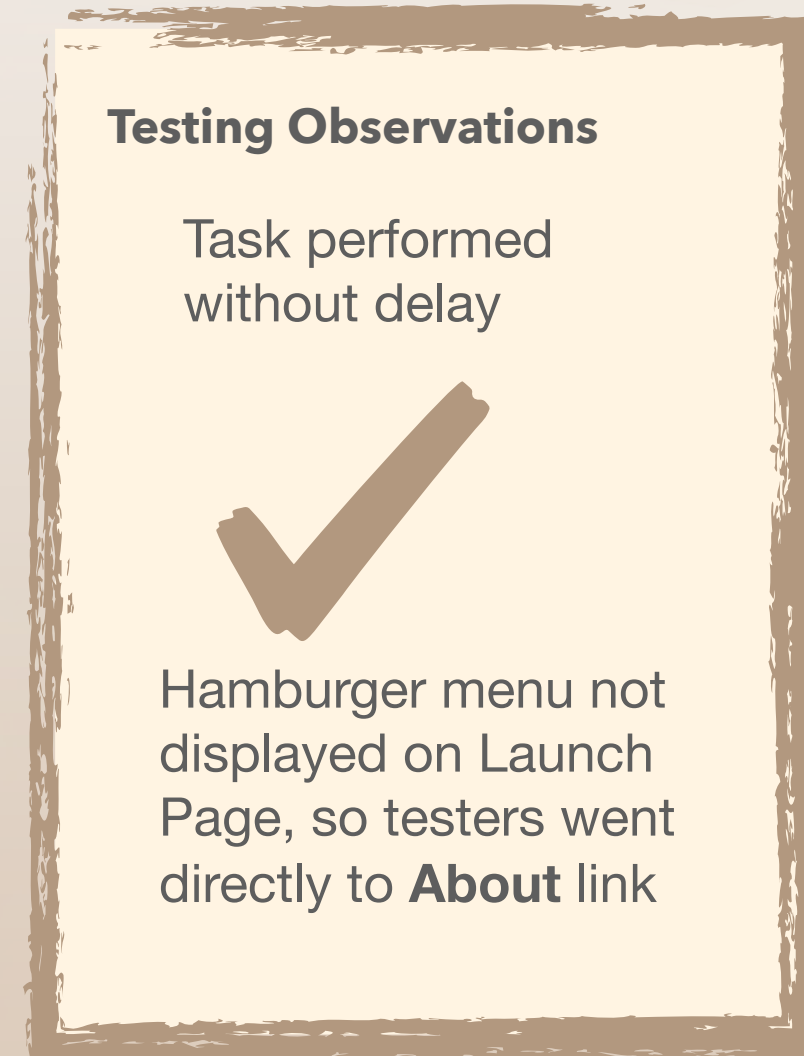 Testing Observations
Task performed
without delay
Hamburger menu not
displayed on Launch
Page, so testers went
directly to About link